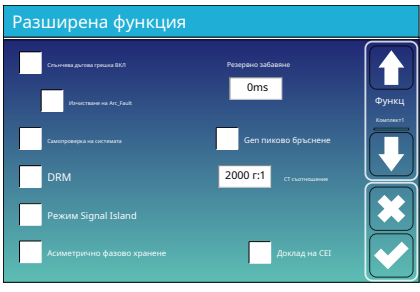 Разширена функция
Слънчева дъгова грешка ВКЛ
Резервно забавяне
0ms
Изчистване на Arc_Fault
Функц
Комплект1
Самопроверка на системата
Gen пиково бръснене
DRM
2000 г:1
CT съотношение
Режим Signal Island
Асиметрично фазово хранене
Доклад на CEI